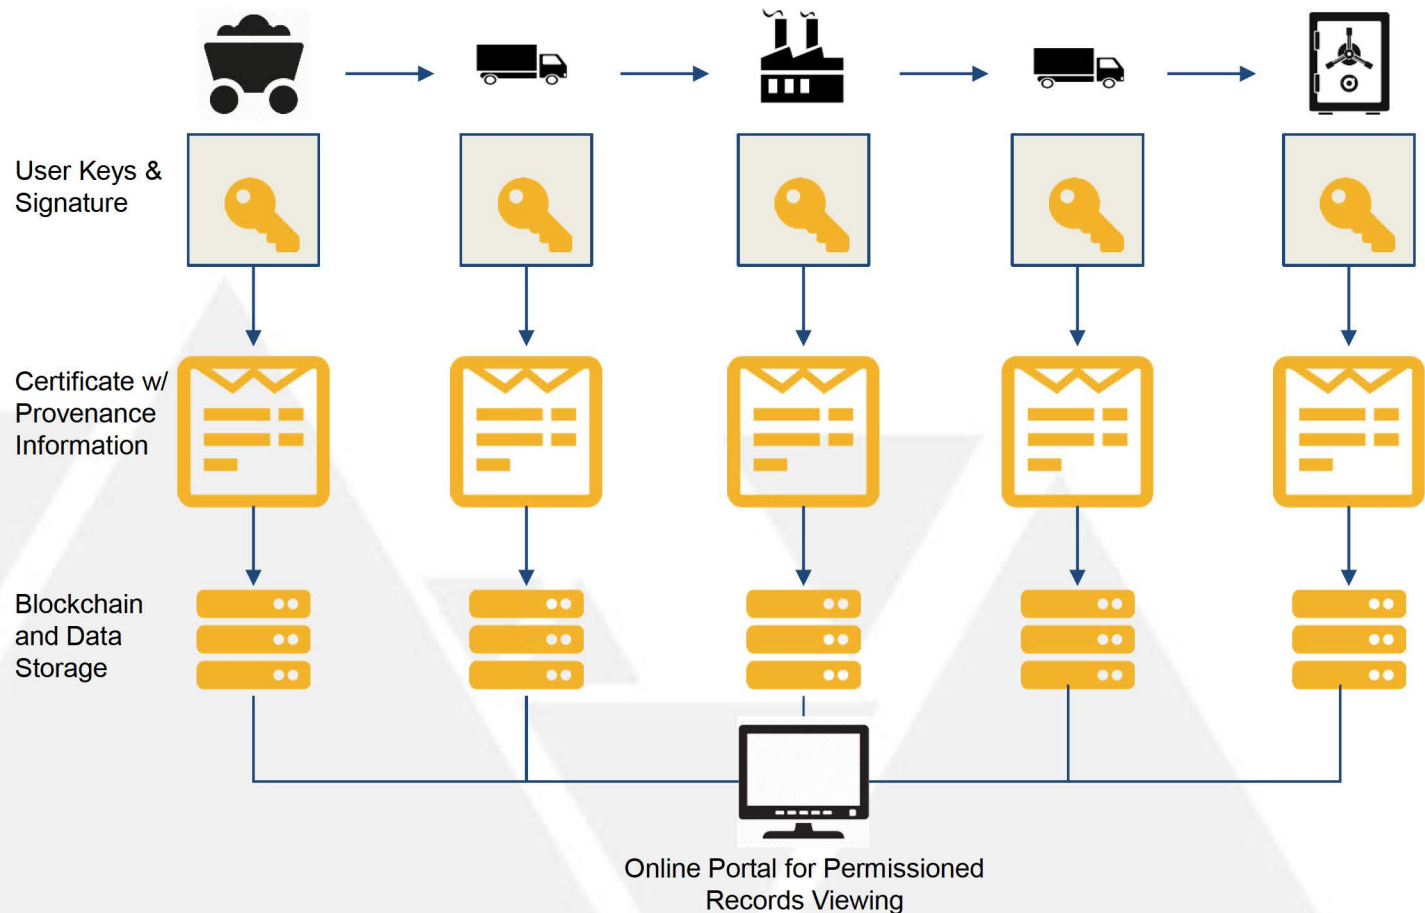 User Keys &
Signature
Certificate w/
Provenance
Information
Blockchain
and Data
Storage
Online Portal for Permissioned
Records Viewing